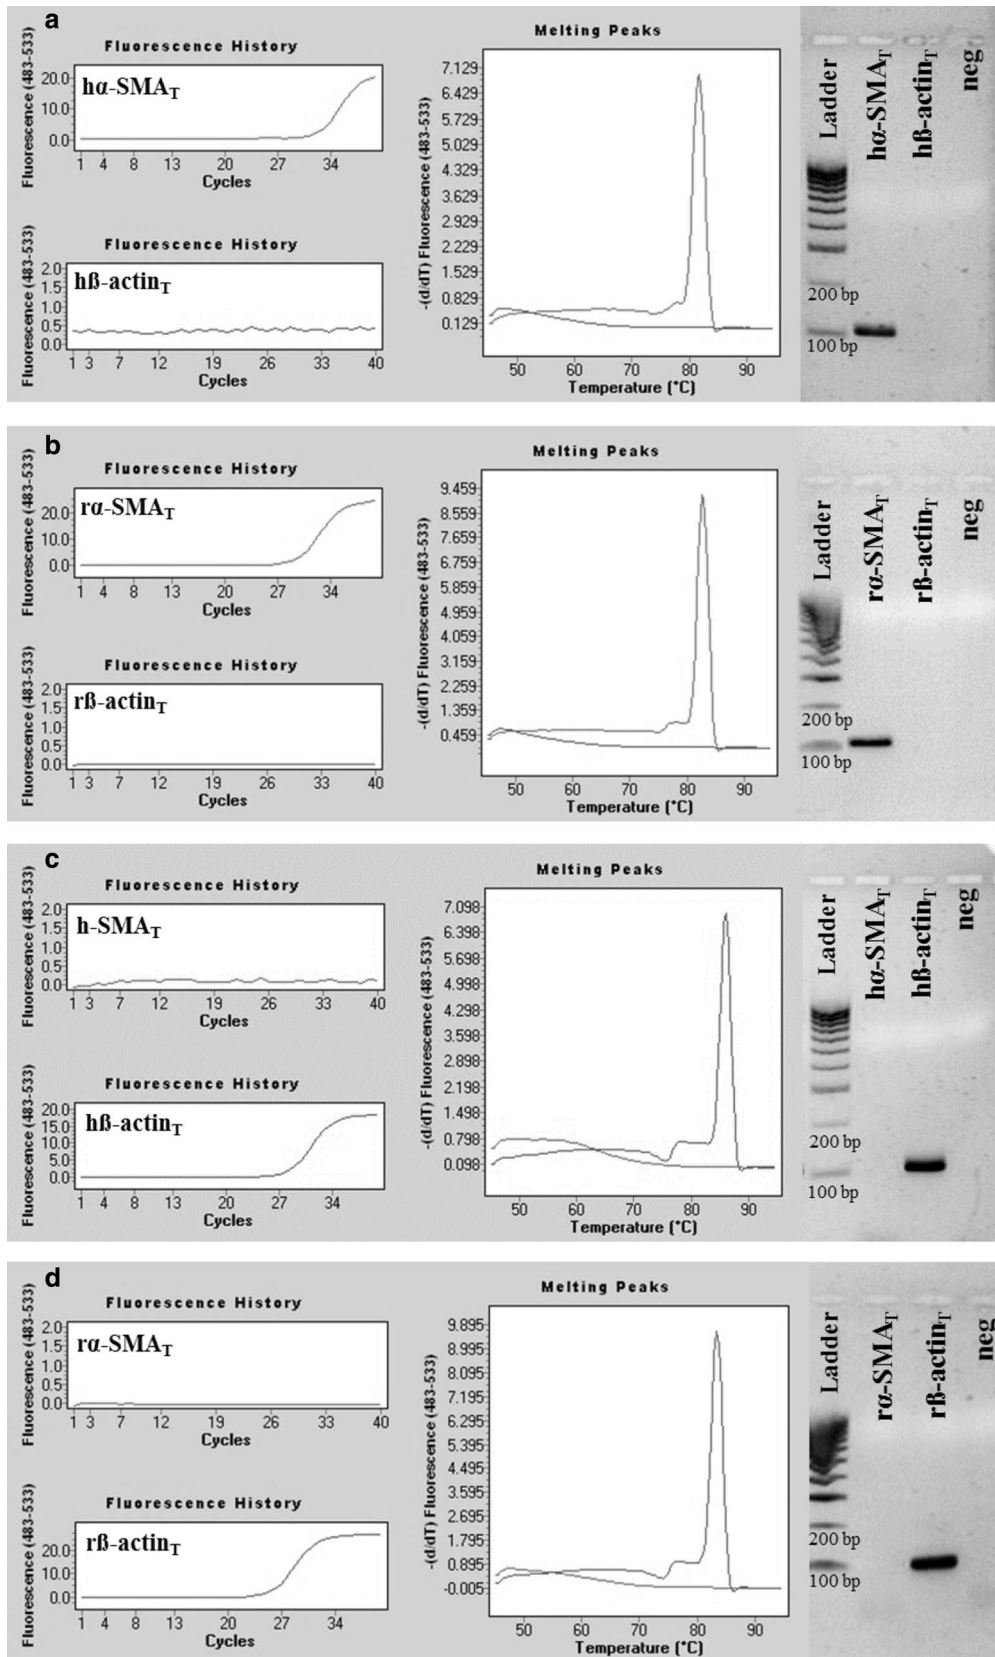 a
Fluorescence History
Fluorescence (483-533)
20.0
10.0
0.0
hα-SMAT
1 4 8 13 20 27 34
Cycles
Fluorescence History
Fluorescence (483-533)
2.0
1.5
1.0
0.5
0.0
hß-actinT
1 3 7 12 19 26 33 40
Cycles
Melting Peaks
-(d/dT) Fluorescence (483-533)
7.129
6.429
5.729
5.029
4.329
3.629
2.929
2.229
1.529
0.829
0.129
50 60 70 80 90
Temperature (°C)
Ladder
hα-SMAT
hß-actinT
neg
200 bp
100 bp
b
Fluorescence History
Fluorescence (483-533)
20.0
10.0
0.0
rα-SMAT
1 4 8 13 20 27 34
Cycles
Fluorescence History
Fluorescence (483-533)
2.0
1.5
1.0
0.5
0.0
rß-actinT
1 3 7 12 19 26 33 40
Cycles
Melting Peaks
-(d/dT) Fluorescence (483-533)
9.459
8.559
7.659
6.759
5.859
4.959
4.059
3.159
2.259
1.359
0.459
50 60 70 80 90
Temperature (°C)
Ladder
rα-SMAT
rß-actinT
neg
200 bp
100 bp
c
Fluorescence History
Fluorescence (483-533)
2.0
1.5
1.0
0.5
0.0
h-SMAT
1 3 7 12 19 26 33 40
Cycles
Fluorescence History
Fluorescence (483-533)
20.0
15.0
10.0
5.0
0.0
hß-actinT
1 4 8 13 20 27 34
Cycles
Melting Peaks
-(d/dT) Fluorescence (483-533)
7.098
6.398
5.698
4.998
4.298
3.598
2.898
2.198
1.498
0.798
0.098
50 60 70 80 90
Temperature (°C)
Ladder
hα-SMAT
hß-actinT
neg
200 bp
100 bp
d
Fluorescence History
Fluorescence (483-533)
2.0
1.5
1.0
0.5
0.0
rα-SMAT
1 3 7 12 19 26 33 40
Cycles
Fluorescence History
Fluorescence (483-533)
20.0
10.0
0.0
rß-actinT
1 4 8 13 20 27 34
Cycles
Melting Peaks
-(d/dT) Fluorescence (483-533)
9.895
8.995
8.095
7.195
6.295
5.395
4.495
3.595
2.695
1.795
0.895
-0.005
50 60 70 80 90
Temperature (°C)
Ladder
rα-SMAT
rß-actinT
neg
200 bp
100 bp